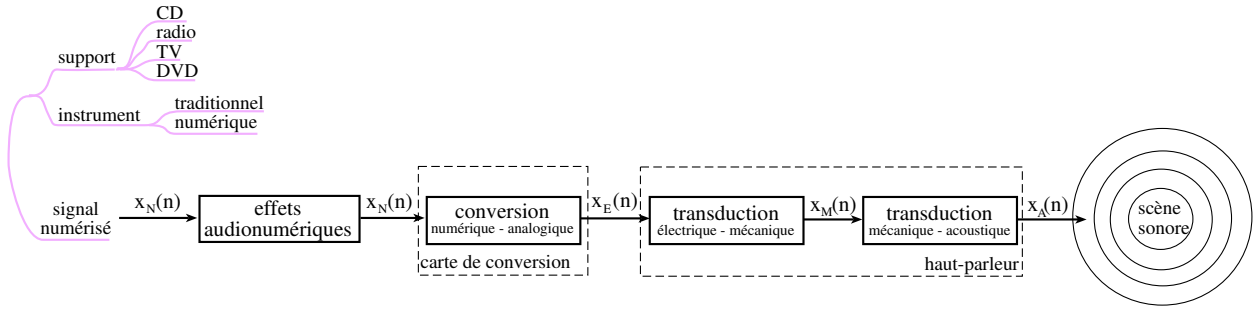 CD
radio
TV
DVD
support
instrument
traditionnel
numérique
signal
numérisé
x_N(n)
effets
audionumériques
x_N(n)
conversion
numérique - analogique
carte de conversion
x_E(n)
transduction
électrique - mécanique
x_M(n)
transduction
mécanique - acoustique
haut-parleur
x_A(n)
scène
sonore